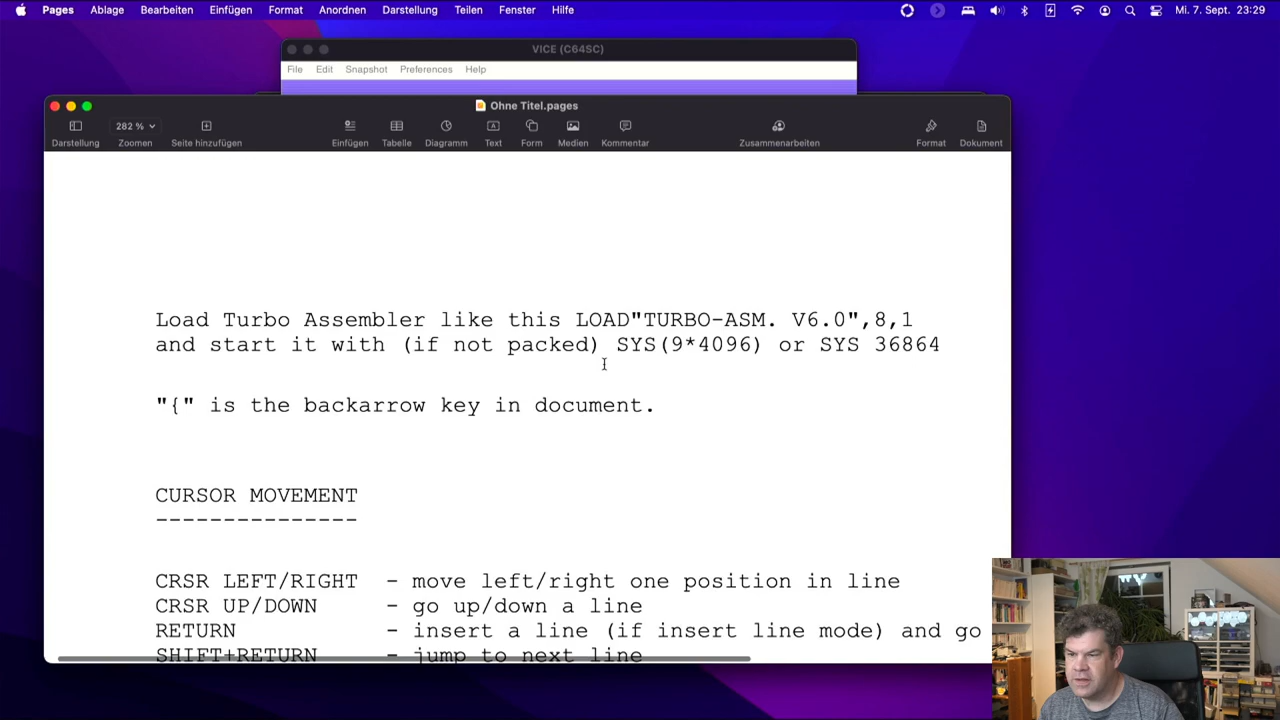 Pages Ablage Bearbeiten Einfügen Format Anordnen Darstellung Teilen Fenster Hilfe Mi. 7. Sept. 23:29
VICE (C64SC)
File Edit Snapshot Preferences Help
Ohne Titel.pages
282 %
Darstellung Zoomen Seite hinzufügen Einfügen Tabelle Diagramm Text Form Medien Kommentar Zusammenarbeiten Format Dokument
Load Turbo Assembler like this LOAD"TURBO-ASM. V6.0",8,1
and start it with (if not packed) SYS(9*4096) or SYS 36864
"{" is the backarrow key in document.
CURSOR MOVEMENT
---------------
CRSR LEFT/RIGHT - move left/right one position in line
CRSR UP/DOWN - go up/down a line
RETURN - insert a line (if insert line mode) and go
SHIFT+RETURN - jump to next line